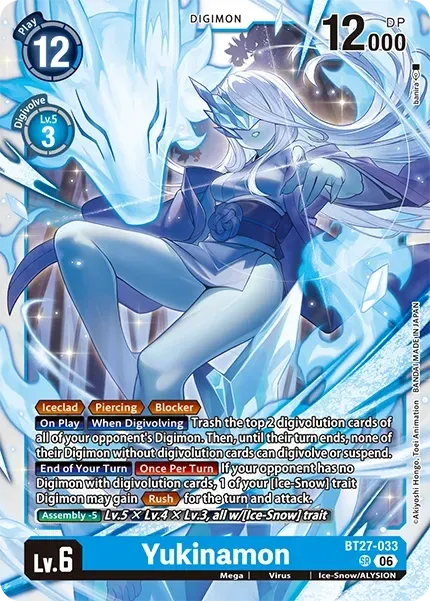 Play
12
DIGIMON
12000 DP
Digivolve
Lv.5
3
banira
©Akiyoshi Hongo, Toei Animation BANDAI MADE IN JAPAN
Iceclad Piercing Blocker
On Play When Digivolving Trash the top 2 digivolution cards of
all of your opponent's Digimon. Then, until their turn ends, none of
their Digimon without digivolution cards can digivolve or suspend.
End of Your Turn Once Per Turn If your opponent has no
Digimon with digivolution cards, 1 of your [Ice-Snow] trait
Digimon may gain Rush for the turn and attack.
Assembly -5 Lv.5 × Lv.4 × Lv.3, all w/[Ice-Snow] trait
Lv.6
Yukinamon
BT27-033
SR 06
Mega Virus Ice-Snow/ALYSION